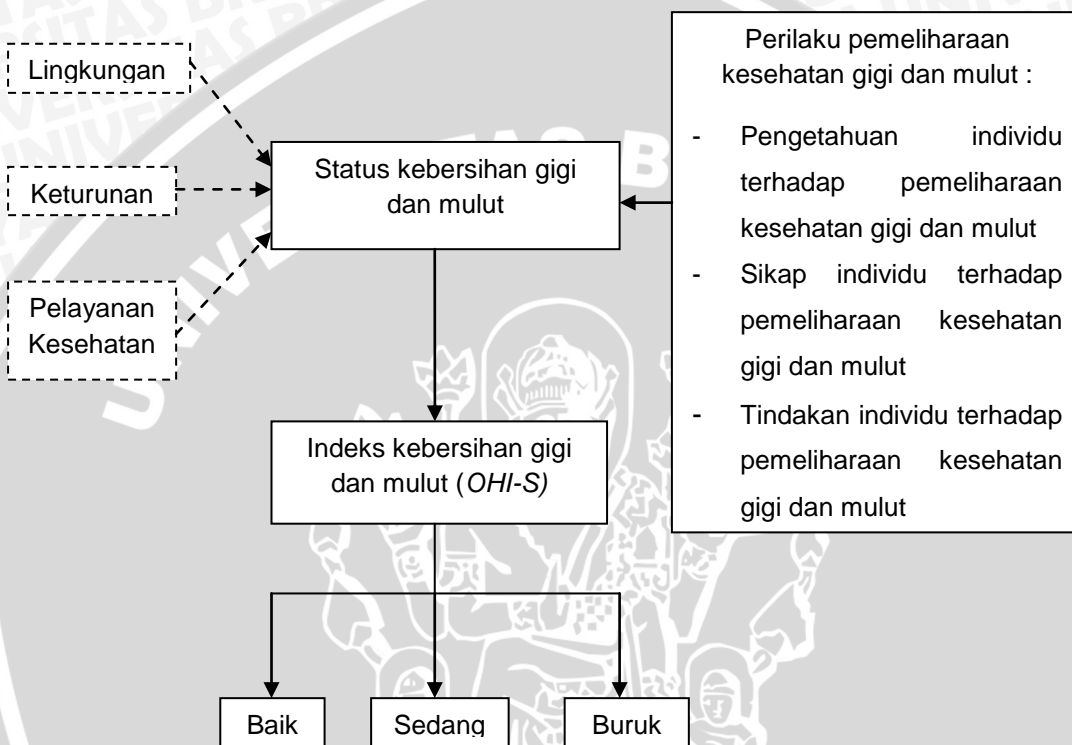 Lingkungan
Keturunan
Pelayanan
Kesehatan
Status kebersihan gigi
dan mulut
Perilaku pemeliharaan
kesehatan gigi dan mulut :
- Pengetahuan individu
terhadap pemeliharaan
kesehatan gigi dan mulut
- Sikap individu terhadap
pemeliharaan kesehatan
gigi dan mulut
- Tindakan individu terhadap
pemeliharaan kesehatan
gigi dan mulut
Indeks kebersihan gigi
dan mulut (OHI-S)
Baik Sedang Buruk